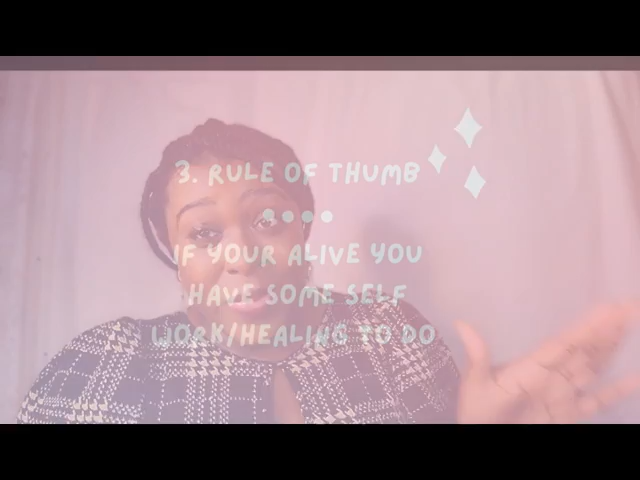 3. RULE OF THUMB
....
IF YOUR ALIVE YOU
HAVE SOME SELF
WORK/HEALING TO DO